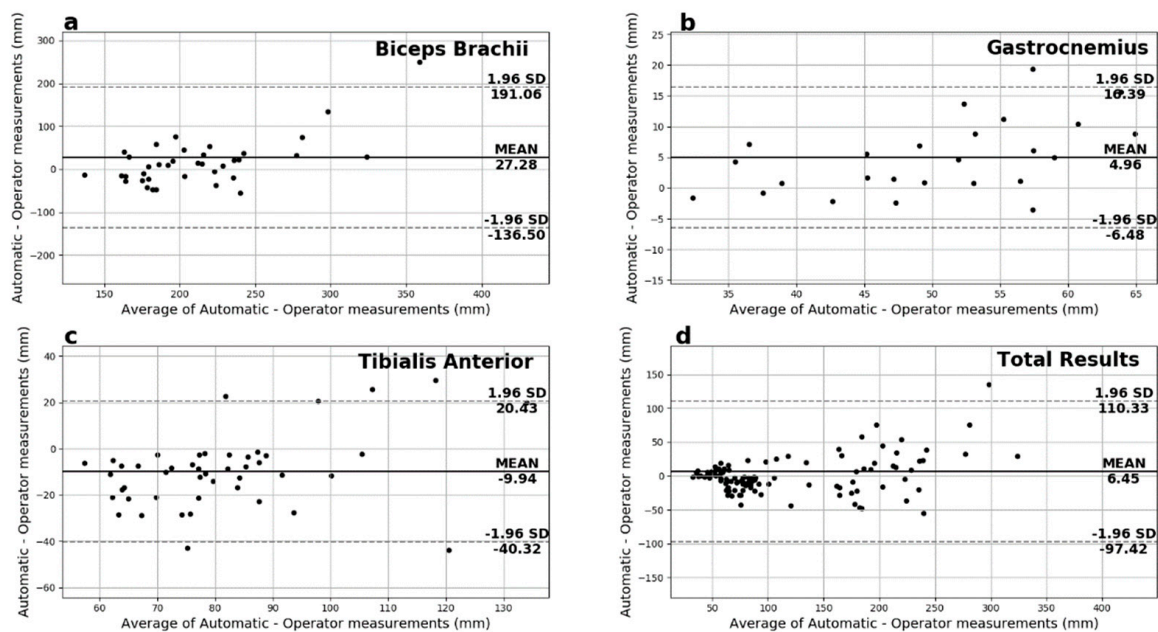 a
Biceps Brachii
Automatic - Operator measurements (mm)
300
200
100
0
−100
−200
1.96 SD
191.06
MEAN
27.28
-1.96 SD
-136.50
150
200
250
300
350
400
Average of Automatic - Operator measurements (mm)
b
Gastrocnemius
Automatic - Operator measurements (mm)
25
20
15
10
5
0
−5
−10
−15
1.96 SD
16.39
MEAN
4.96
-1.96 SD
-6.48
35
40
45
50
55
60
65
Average of Automatic - Operator measurements (mm)
c
Tibialis Anterior
Automatic - Operator measurements (mm)
40
20
0
−20
−40
−60
1.96 SD
20.43
MEAN
-9.94
-1.96 SD
-40.32
60
70
80
90
100
110
120
130
Average of Automatic - Operator measurements (mm)
d
Total Results
Automatic - Operator measurements (mm)
150
100
50
0
−50
−100
−150
1.96 SD
110.33
MEAN
6.45
-1.96 SD
-97.42
50
100
150
200
250
300
350
400
Average of Automatic - Operator measurements (mm)